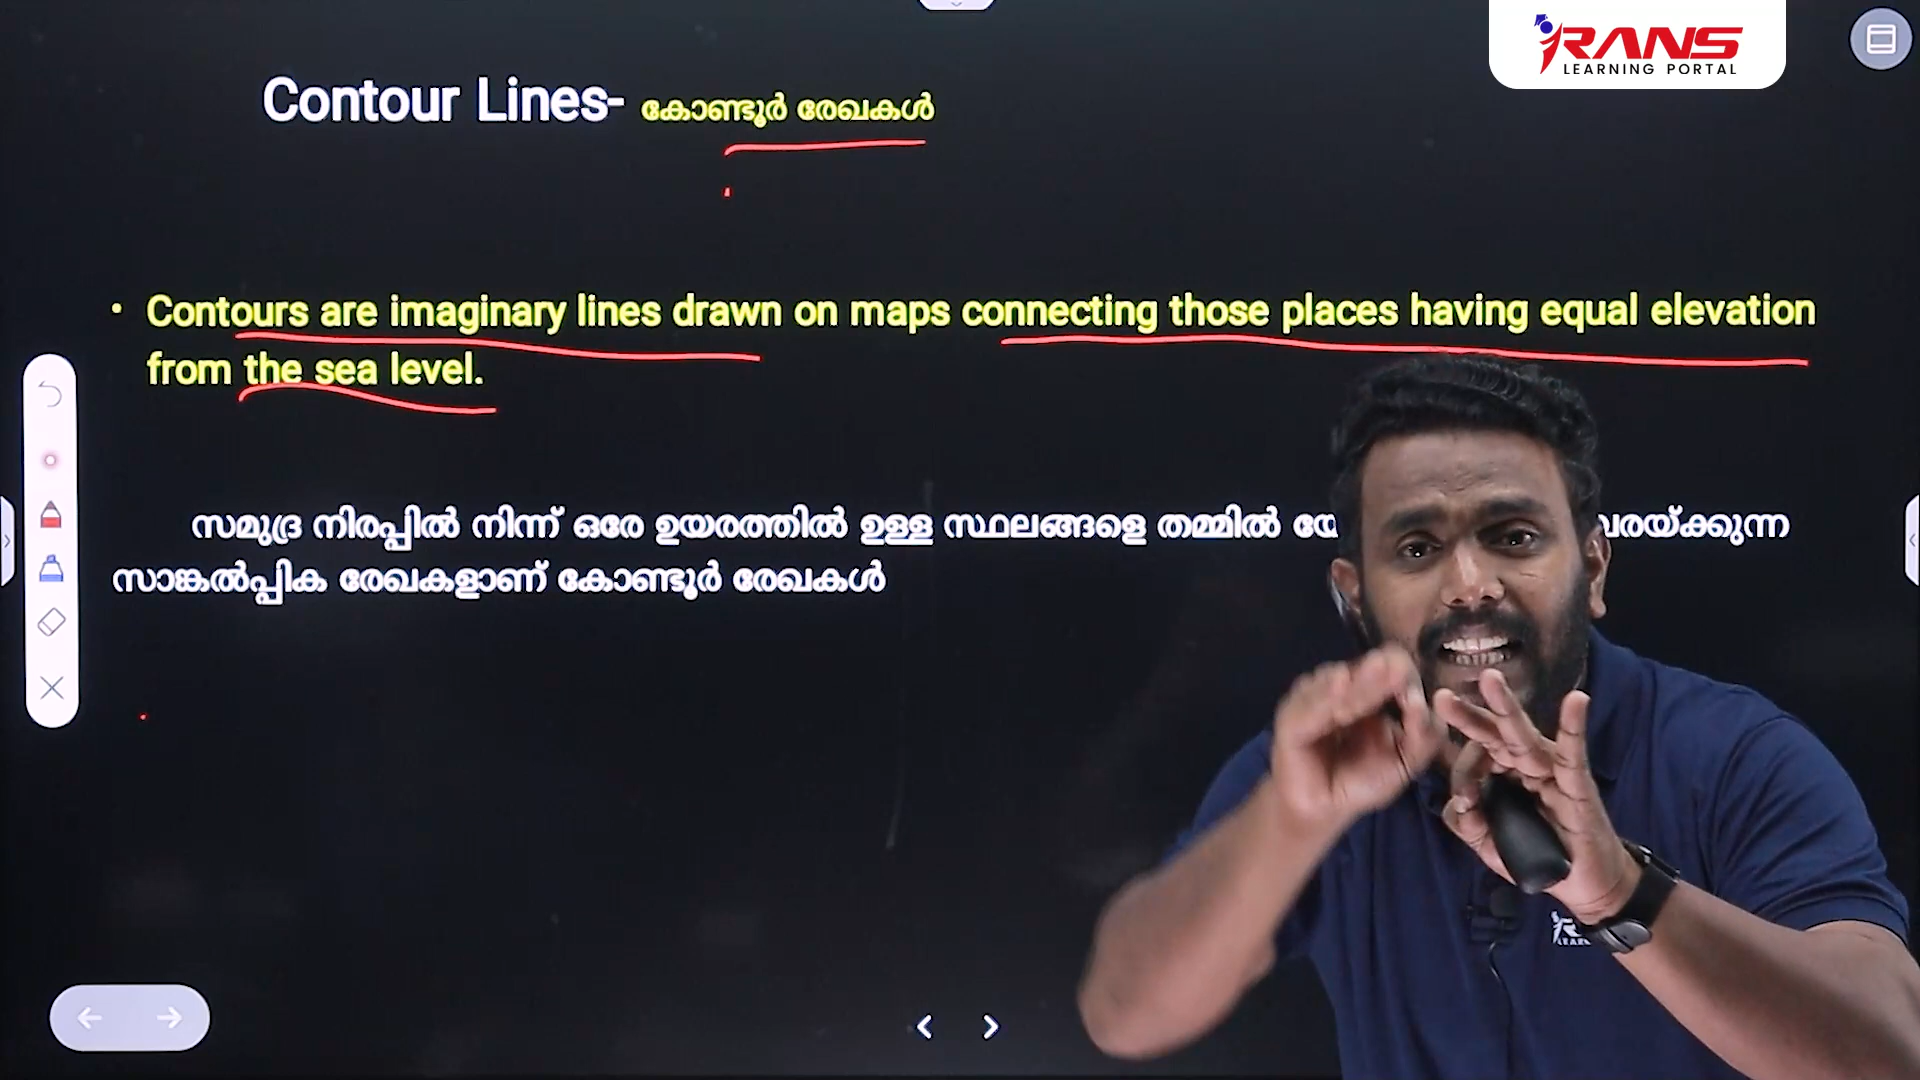 RANS
LEARNING PORTAL
Contour Lines- കോണ്ടൂർ രേഖകൾ
• Contours are imaginary lines drawn on maps connecting those places having equal elevation
from the sea level.
സമുദ്ര നിരപ്പിൽ നിന്ന് ഒരേ ഉയരത്തിൽ ഉള്ള സ്ഥലങ്ങളെ തമ്മിൽ
സാങ്കൽപ്പിക രേഖകളാണ് കോണ്ടൂർ രേഖകൾ